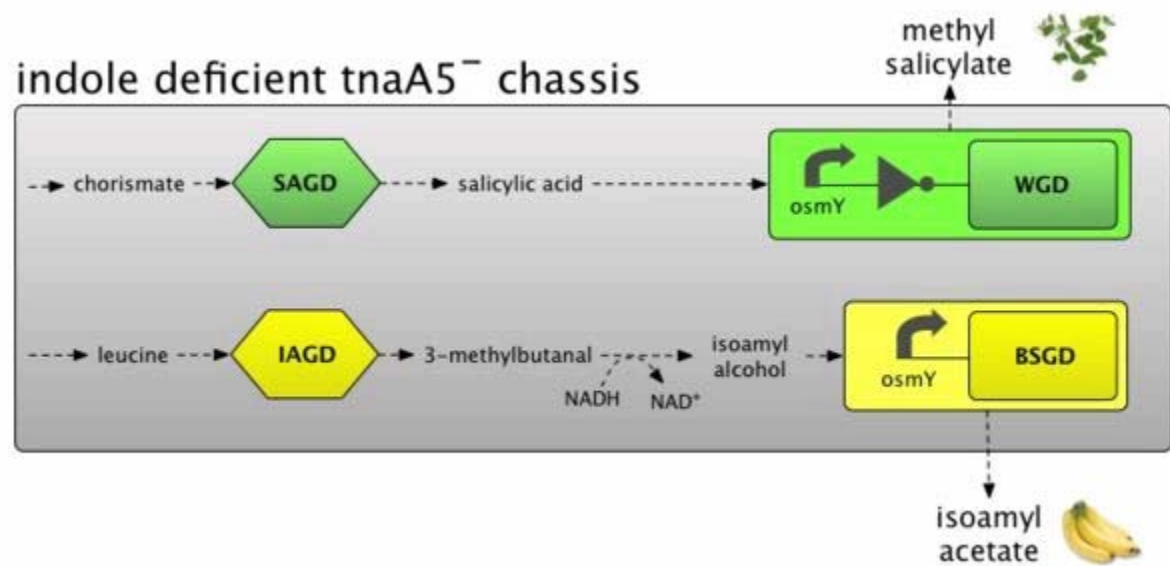 methyl
salicylate
indole deficient tnaA5⁻ chassis
chorismate
SAGD
salicylic acid
osmY
WGD
leucine
IAGD
3-methylbutanal
NADH
NAD⁺
isoamyl
alcohol
osmY
BSGD
isoamyl
acetate